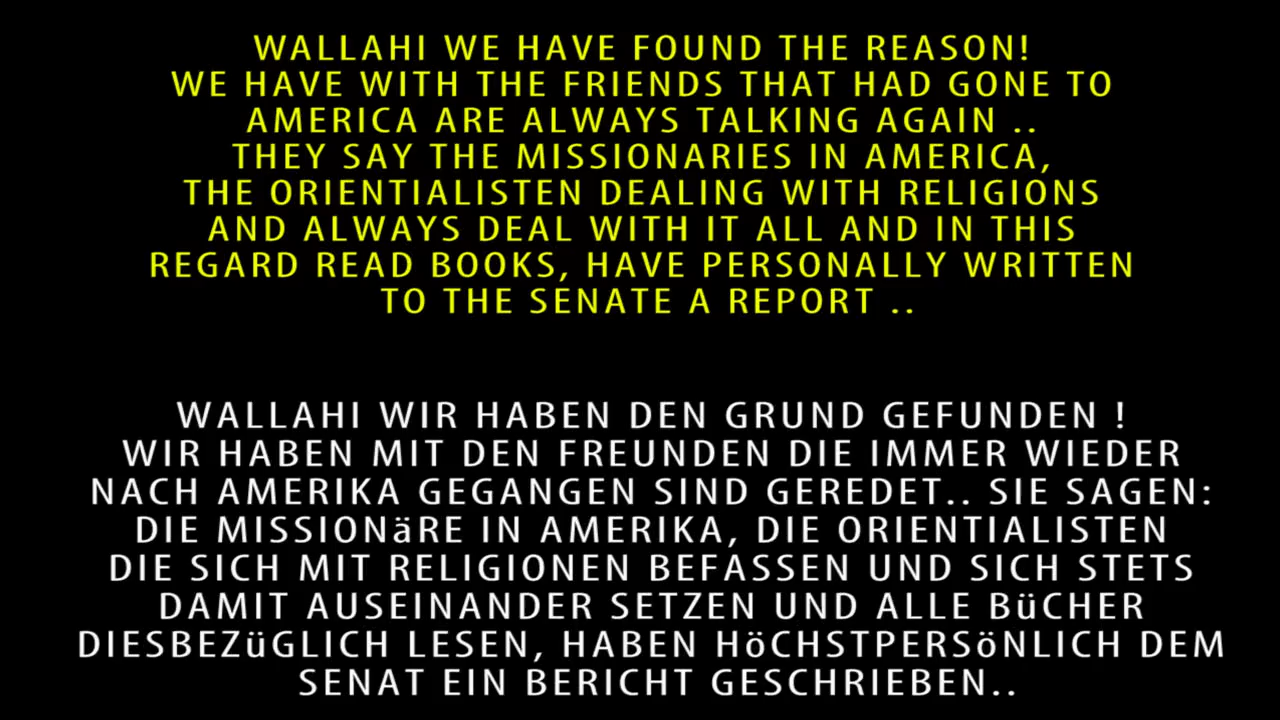 WALLAHI WE HAVE FOUND THE REASON!
WE HAVE WITH THE FRIENDS THAT HAD GONE TO
AMERICA ARE ALWAYS TALKING AGAIN ..
THEY SAY THE MISSIONARIES IN AMERICA,
THE ORIENTIALISTEN DEALING WITH RELIGIONS
AND ALWAYS DEAL WITH IT ALL AND IN THIS
REGARD READ BOOKS, HAVE PERSONALLY WRITTEN
TO THE SENATE A REPORT ..
WALLAHI WIR HABEN DEN GRUND GEFUNDEN !
WIR HABEN MIT DEN FREUNDEN DIE IMMER WIEDER
NACH AMERIKA GEGANGEN SIND GEREDET.. SIE SAGEN:
DIE MISSIONäRE IN AMERIKA, DIE ORIENTIALISTEN
DIE SICH MIT RELIGIONEN BEFASSEN UND SICH STETS
DAMIT AUSEINANDER SETZEN UND ALLE BüCHER
DIESBEZüGLICH LESEN, HABEN HöCHSTPERSöNLICH DEM
SENAT EIN BERICHT GESCHRIEBEN..